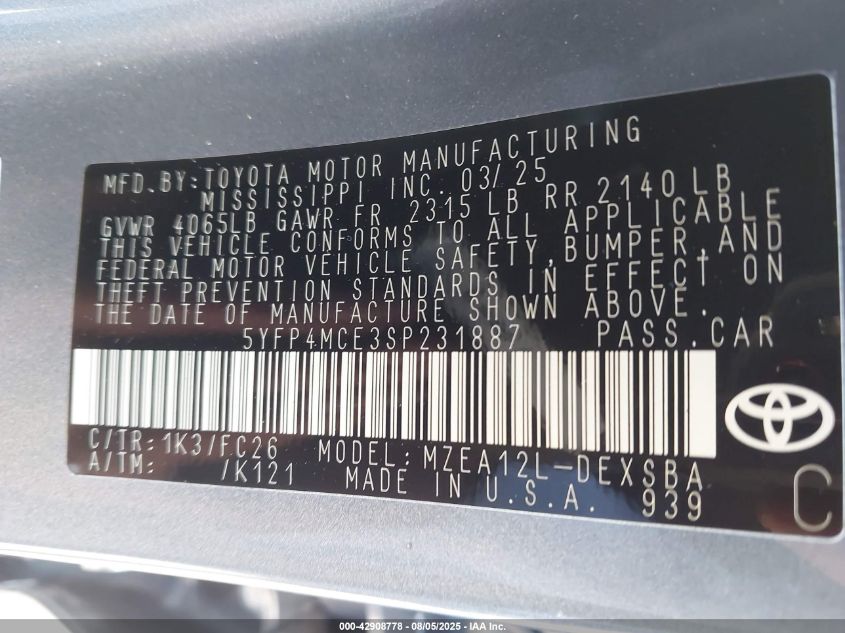 MFD.BY:TOYOTA MOTOR MANUFACTURING
MISSISSIPPI INC. 03/25
GVWR 4065LB GAWR FR 2315 LB RR 2140LB
THIS VEHICLE CONFORMS TO ALL APPLICABLE
FEDERAL MOTOR VEHICLE SAFETY,BUMPER,AND
THEFT PREVENTION STANDARDS IN EFFECT ON
THE DATE OF MANUFACTURE SHOWN ABOVE.
5YFP4MCE3SP231887 PASS.CAR
C/TR:1K3/FC26 MODEL:MZEA12L-DEXSBA
A/TM: /K121 MADE IN U.S.A. 939
C
000-42908778 - 08/05/2025 - IAA Inc.